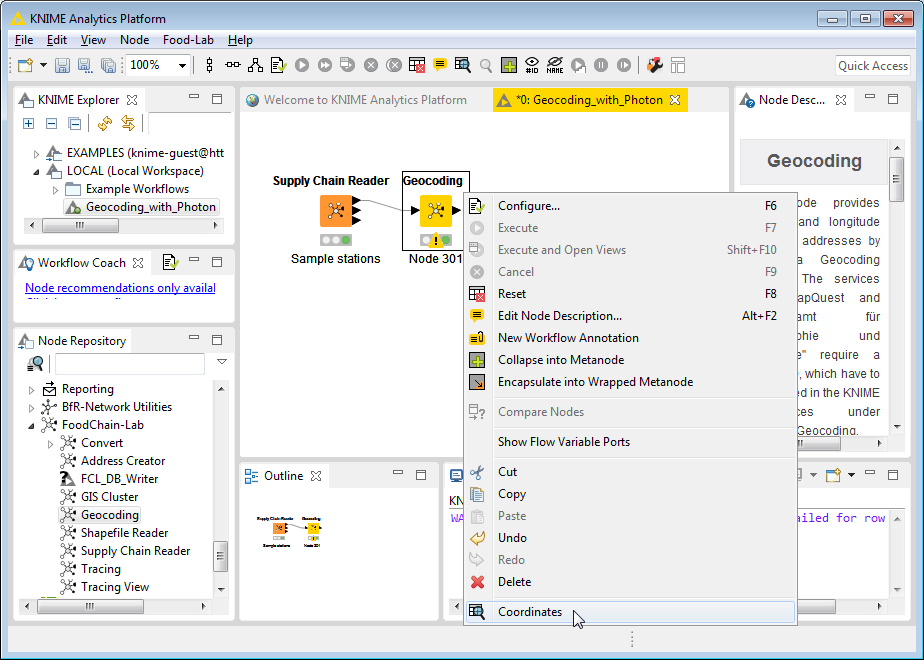 KNIME Analytics Platform
File Edit View Node Food-Lab Help
100%
#ID
NAME
Quick Access
KNIME Explorer
EXAMPLES (knime-guest@htt
LOCAL (Local Workspace)
Example Workflows
Geocoding_with_Photon
Workflow Coach
Node recommendations only availal
Node Repository
Reporting
BfR-Network Utilities
FoodChain-Lab
Convert
Address Creator
FCL_DB_Writer
GIS Cluster
Geocoding
Shapefile Reader
Supply Chain Reader
Tracing
Tracing View
Welcome to KNIME Analytics Platform
*0: Geocoding_with_Photon
Supply Chain Reader
Sample stations
Geocoding
Node 301
Outline
Supply Chain Reader
Geocoding
Sample stations
Node 301
Configure... F6
Execute F7
Execute and Open Views Shift+F10
Cancel F9
Reset F8
Edit Node Description... Alt+F2
New Workflow Annotation
Collapse into Metanode
Encapsulate into Wrapped Metanode
Compare Nodes
Show Flow Variable Ports
Cut
Copy
Paste
Undo
Redo
Delete
Coordinates
Node Desc...
Geocoding
ode provides
and longitude
addresses by
a Geocoding
The services
apQuest and
amt für
phie und
e" require a
, which have to
d in the KNIME
ces under
Geocoding.
KN
WA
ailed for row